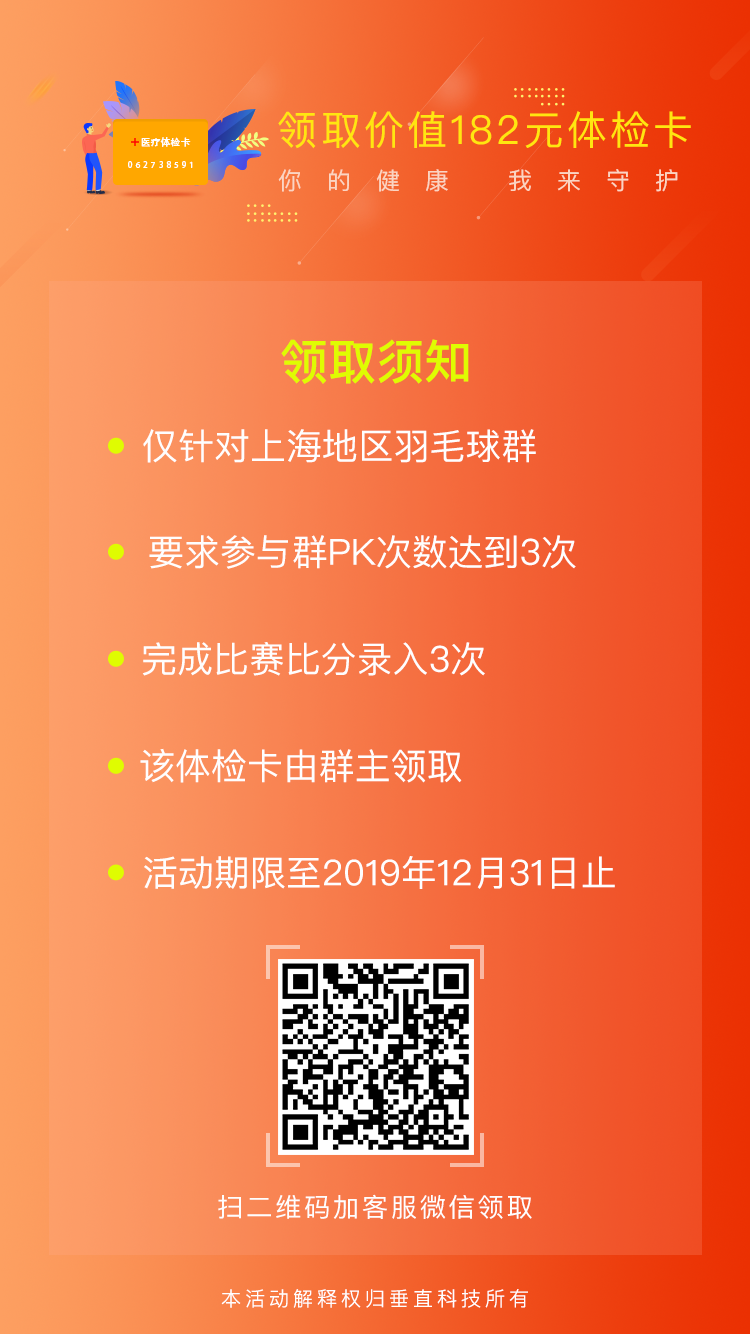 领取价值182元体检卡
医疗体检卡
062738591
你的健康 我来守护
领取须知
仅针对上海地区羽毛球群
要求参与群PK次数达到3次
完成比赛比分录入3次
该体检卡由群主领取
活动期限至2019年12月31日止
扫二维码加客服微信领取
本活动解释权归垂直科技所有